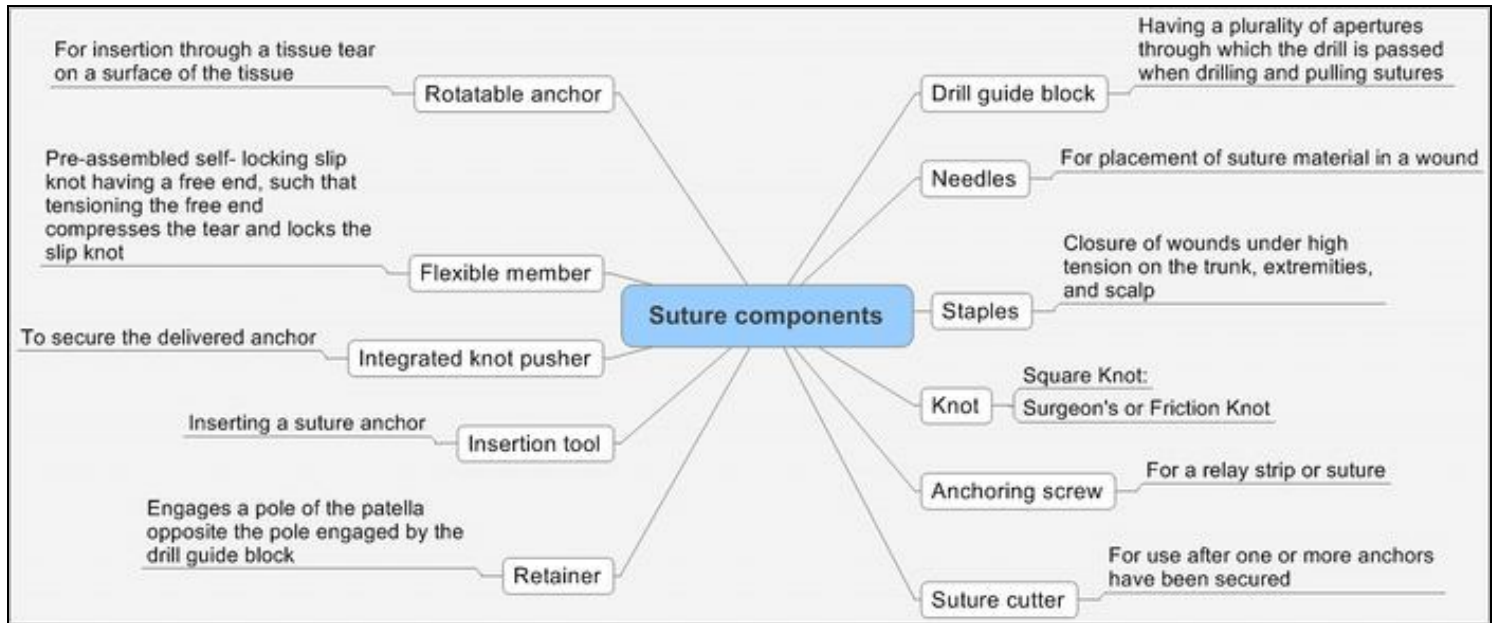 For insertion through a tissue tear
on a surface of the tissue
Rotatable anchor
Pre-assembled self- locking slip
knot having a free end, such that
tensioning the free end
compresses the tear and locks the
slip knot
Flexible member
To secure the delivered anchor
Integrated knot pusher
Inserting a suture anchor
Insertion tool
Engages a pole of the patella
opposite the pole engaged by the
drill guide block
Retainer
Suture components
Drill guide block
Having a plurality of apertures
through which the drill is passed
when drilling and pulling sutures
Needles
For placement of suture material in a wound
Staples
Closure of wounds under high
tension on the trunk, extremities,
and scalp
Knot
Square Knot:
Surgeon's or Friction Knot
Anchoring screw
For a relay strip or suture
Suture cutter
For use after one or more anchors
have been secured